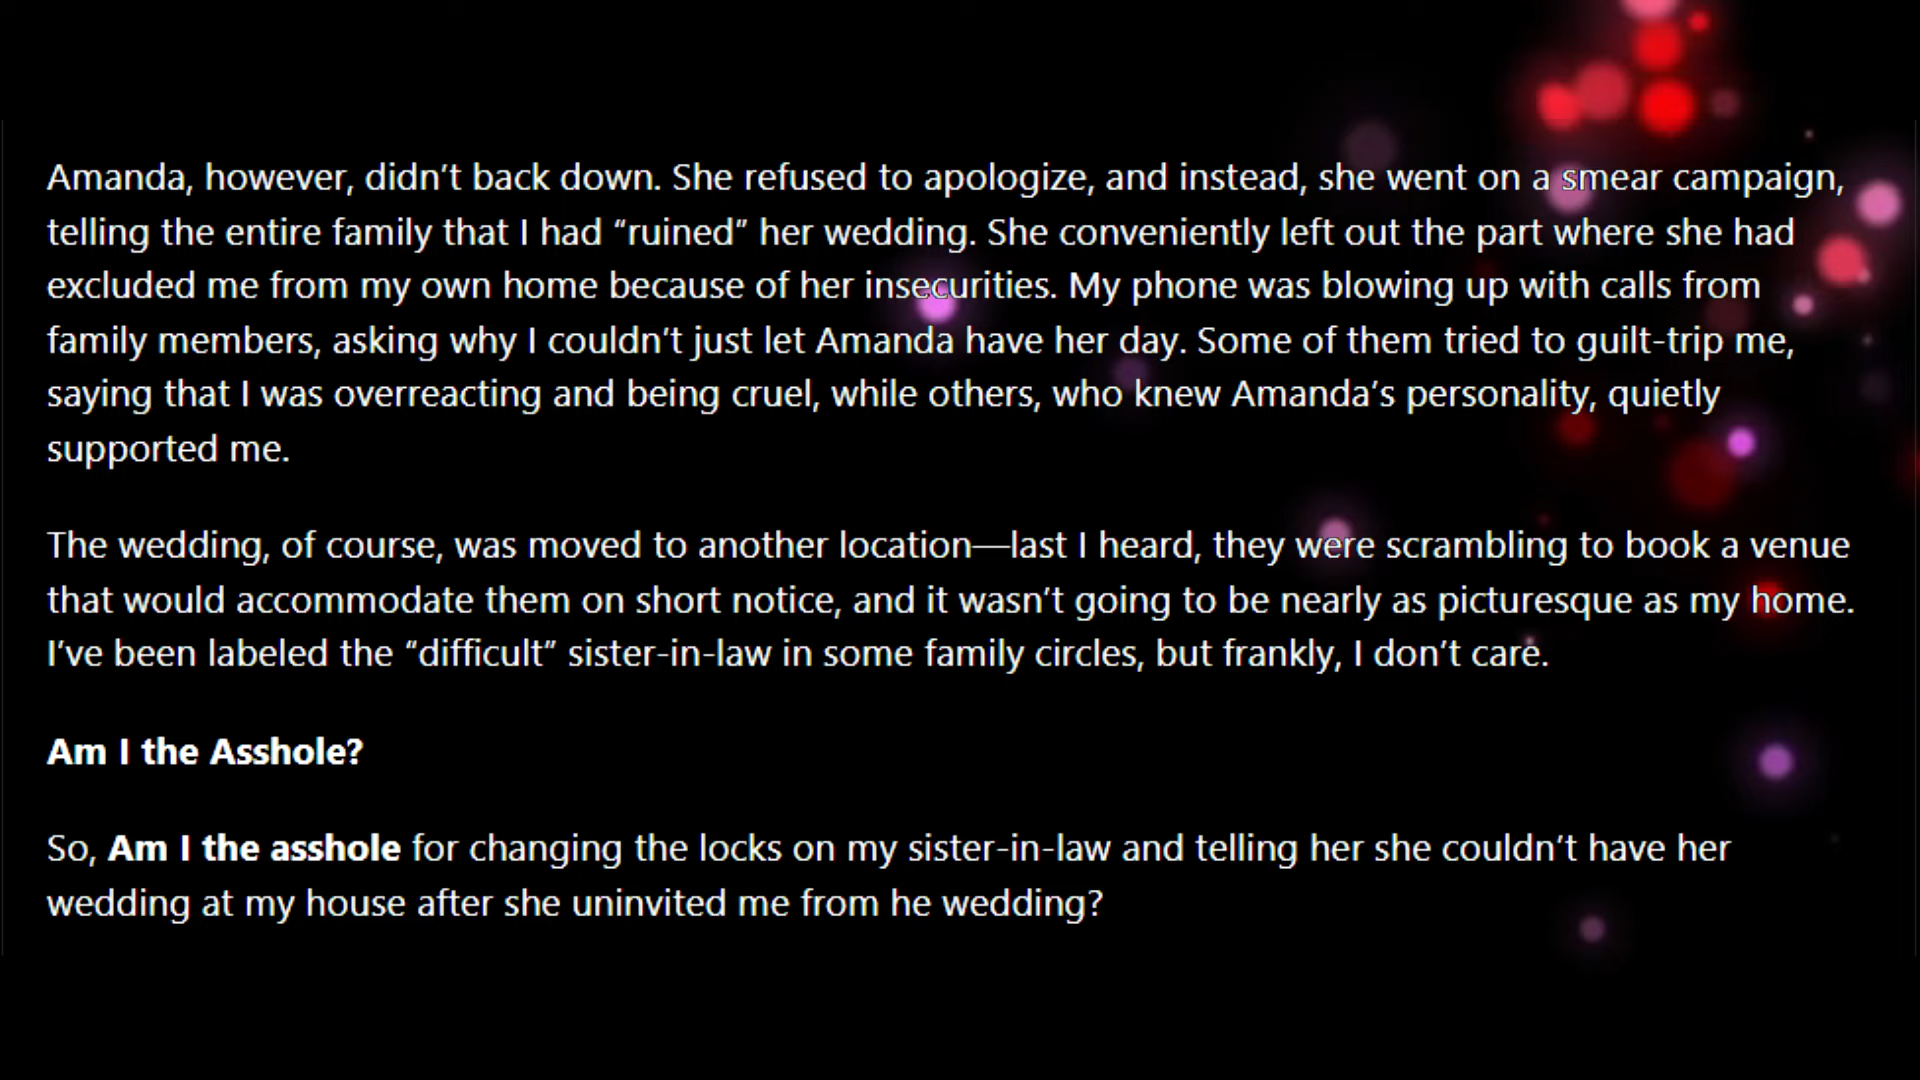 Amanda, however, didn’t back down. She refused to apologize, and instead, she went on a smear campaign,
telling the entire family that I had “ruined” her wedding. She conveniently left out the part where she had
excluded me from my own home because of her insecurities. My phone was blowing up with calls from
family members, asking why I couldn’t just let Amanda have her day. Some of them tried to guilt-trip me,
saying that I was overreacting and being cruel, while others, who knew Amanda’s personality, quietly
supported me.
The wedding, of course, was moved to another location—last I heard, they were scrambling to book a venue
that would accommodate them on short notice, and it wasn’t going to be nearly as picturesque as my home.
I’ve been labeled the “difficult” sister-in-law in some family circles, but frankly, I don’t care.
Am I the Asshole?
So, Am I the asshole for changing the locks on my sister-in-law and telling her she couldn’t have her
wedding at my house after she uninvited me from he wedding?